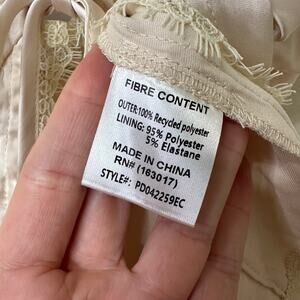 FIBRE CONTENT
OUTER:100% Recycled polyester
LINING: 95% Polyester
5% Elastane
MADE IN CHINA
RN# (163017)
STYLE#: PD042259EC